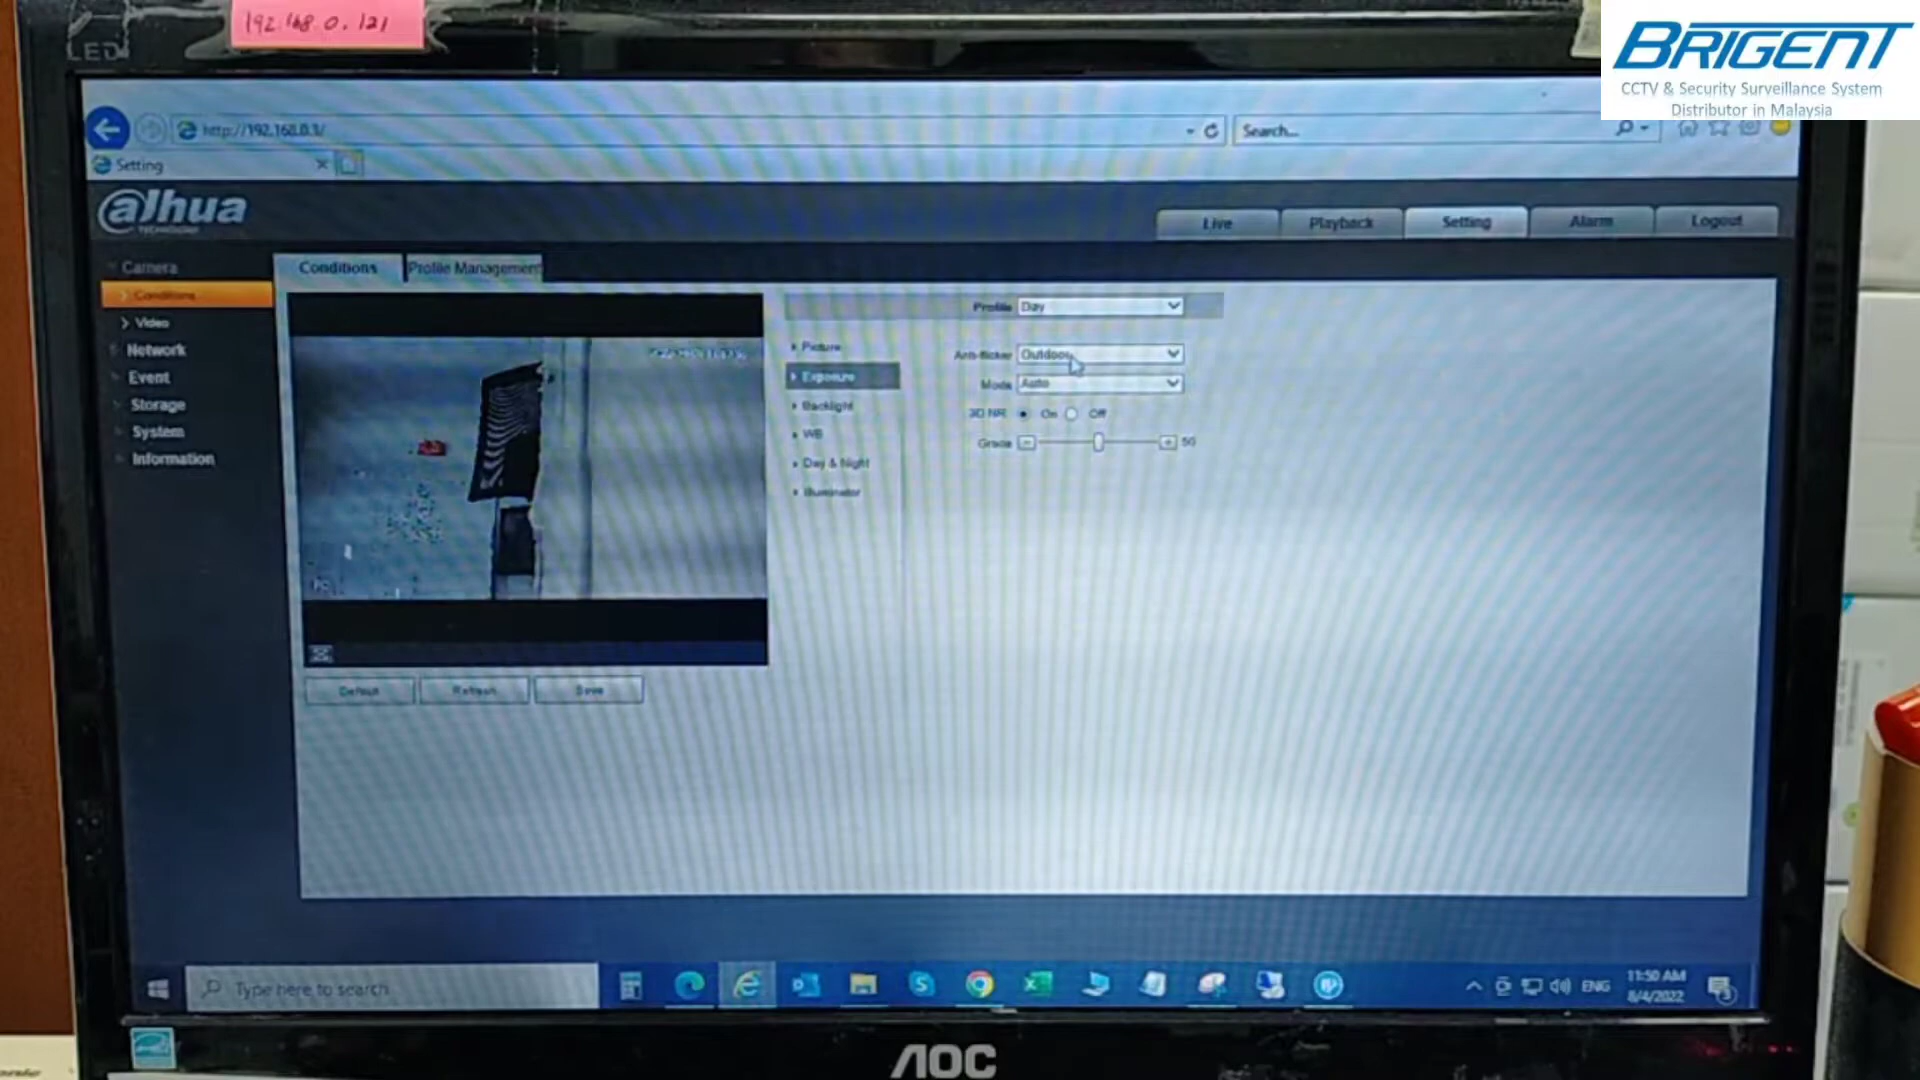 192.168.0.121
LED
BRIGENT
CCTV & Security Surveillance System
Distributor in Malaysia
http://192.168.0.3/
Search...
Setting
alhua
TECHNOLOGY
Live
Playback
Setting
Alarm
Logout
Camera
Conditions
Video
Network
Event
Storage
System
Information
Conditions
Profile Management
Profile
Day
Picture
Exposure
Backlight
WB
Day & Night
Illuminator
Anti-flicker
Outdoor
Mode
Auto
3D NR
On
Off
Grade
50
Default
Refresh
Save
Type here to search
ENG
11:50 AM
8/4/2022
AOC